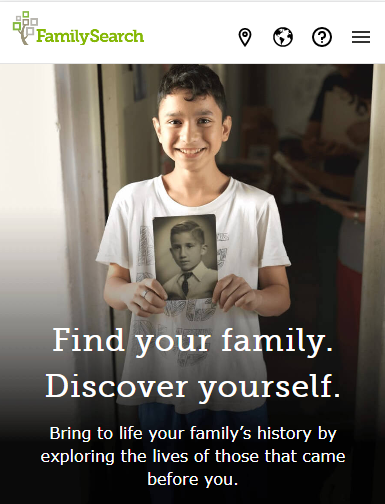 FamilySearch
Find your family.
Discover yourself.
Bring to life your family’s history by
exploring the lives of those that came
before you.